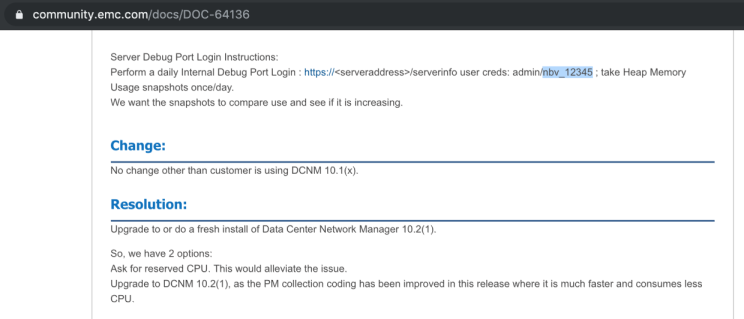 community.emc.com/docs/DOC-64136
Server Debug Port Login Instructions:
Perform a daily Internal Debug Port Login : https://<serveraddress>/serverinfo user creds: admin/nbv_12345 ; take Heap Memory
Usage snapshots once/day.
We want the snapshots to compare use and see if it is increasing.
Change:
No change other than customer is using DCNM 10.1(x).
Resolution:
Upgrade to or do a fresh install of Data Center Network Manager 10.2(1).
So, we have 2 options:
Ask for reserved CPU. This would alleviate the issue.
Upgrade to DCNM 10.2(1), as the PM collection coding has been improved in this release where it is much faster and consumes less
CPU.